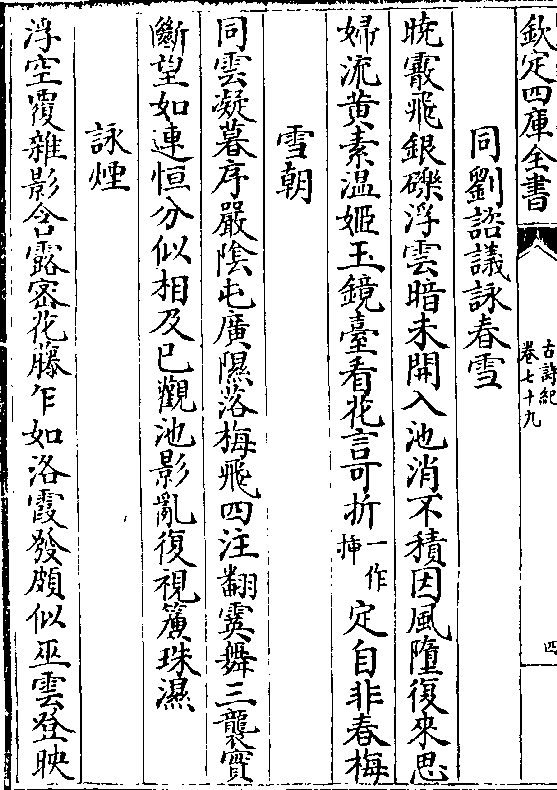 欽定四庫全書
古詩紀
卷七十九
四
同劉諮議詠春雪
晩霰飛銀礫浮雲暗未開入池消不積因風墮復來思
婦流黄素温姬玉鏡臺看花言可折一作揷定自非春梅
雪朝
同雲凝暮序嚴陰屯廣隰落梅飛四注翻霙舞三襲實
斷望如連恒分似相及已觀池影亂復視簾珠濕
詠煙
浮空覆雜影含露密花藤乍如洛霞發頗似巫雲登映